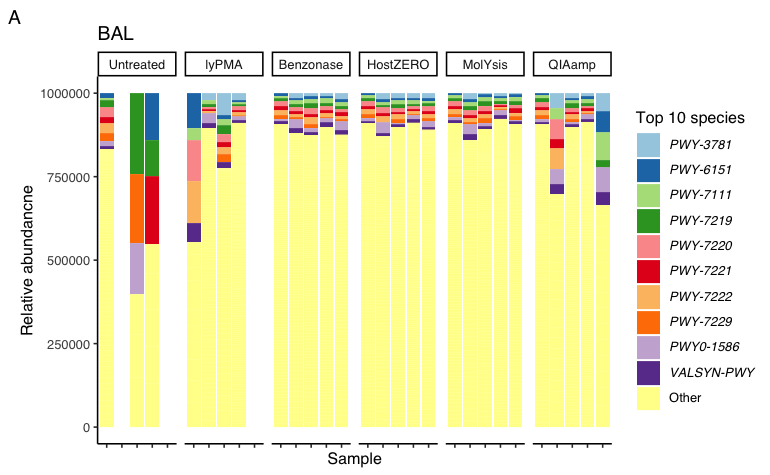 A
BAL
Untreated
lyPMA
Benzonase
HostZERO
MolYsis
QIAamp
1000000
750000
500000
250000
0
Relative abundancne
Sample
Top 10 species
PWY-3781
PWY-6151
PWY-7111
PWY-7219
PWY-7220
PWY-7221
PWY-7222
PWY-7229
PWY0-1586
VALSYN-PWY
Other